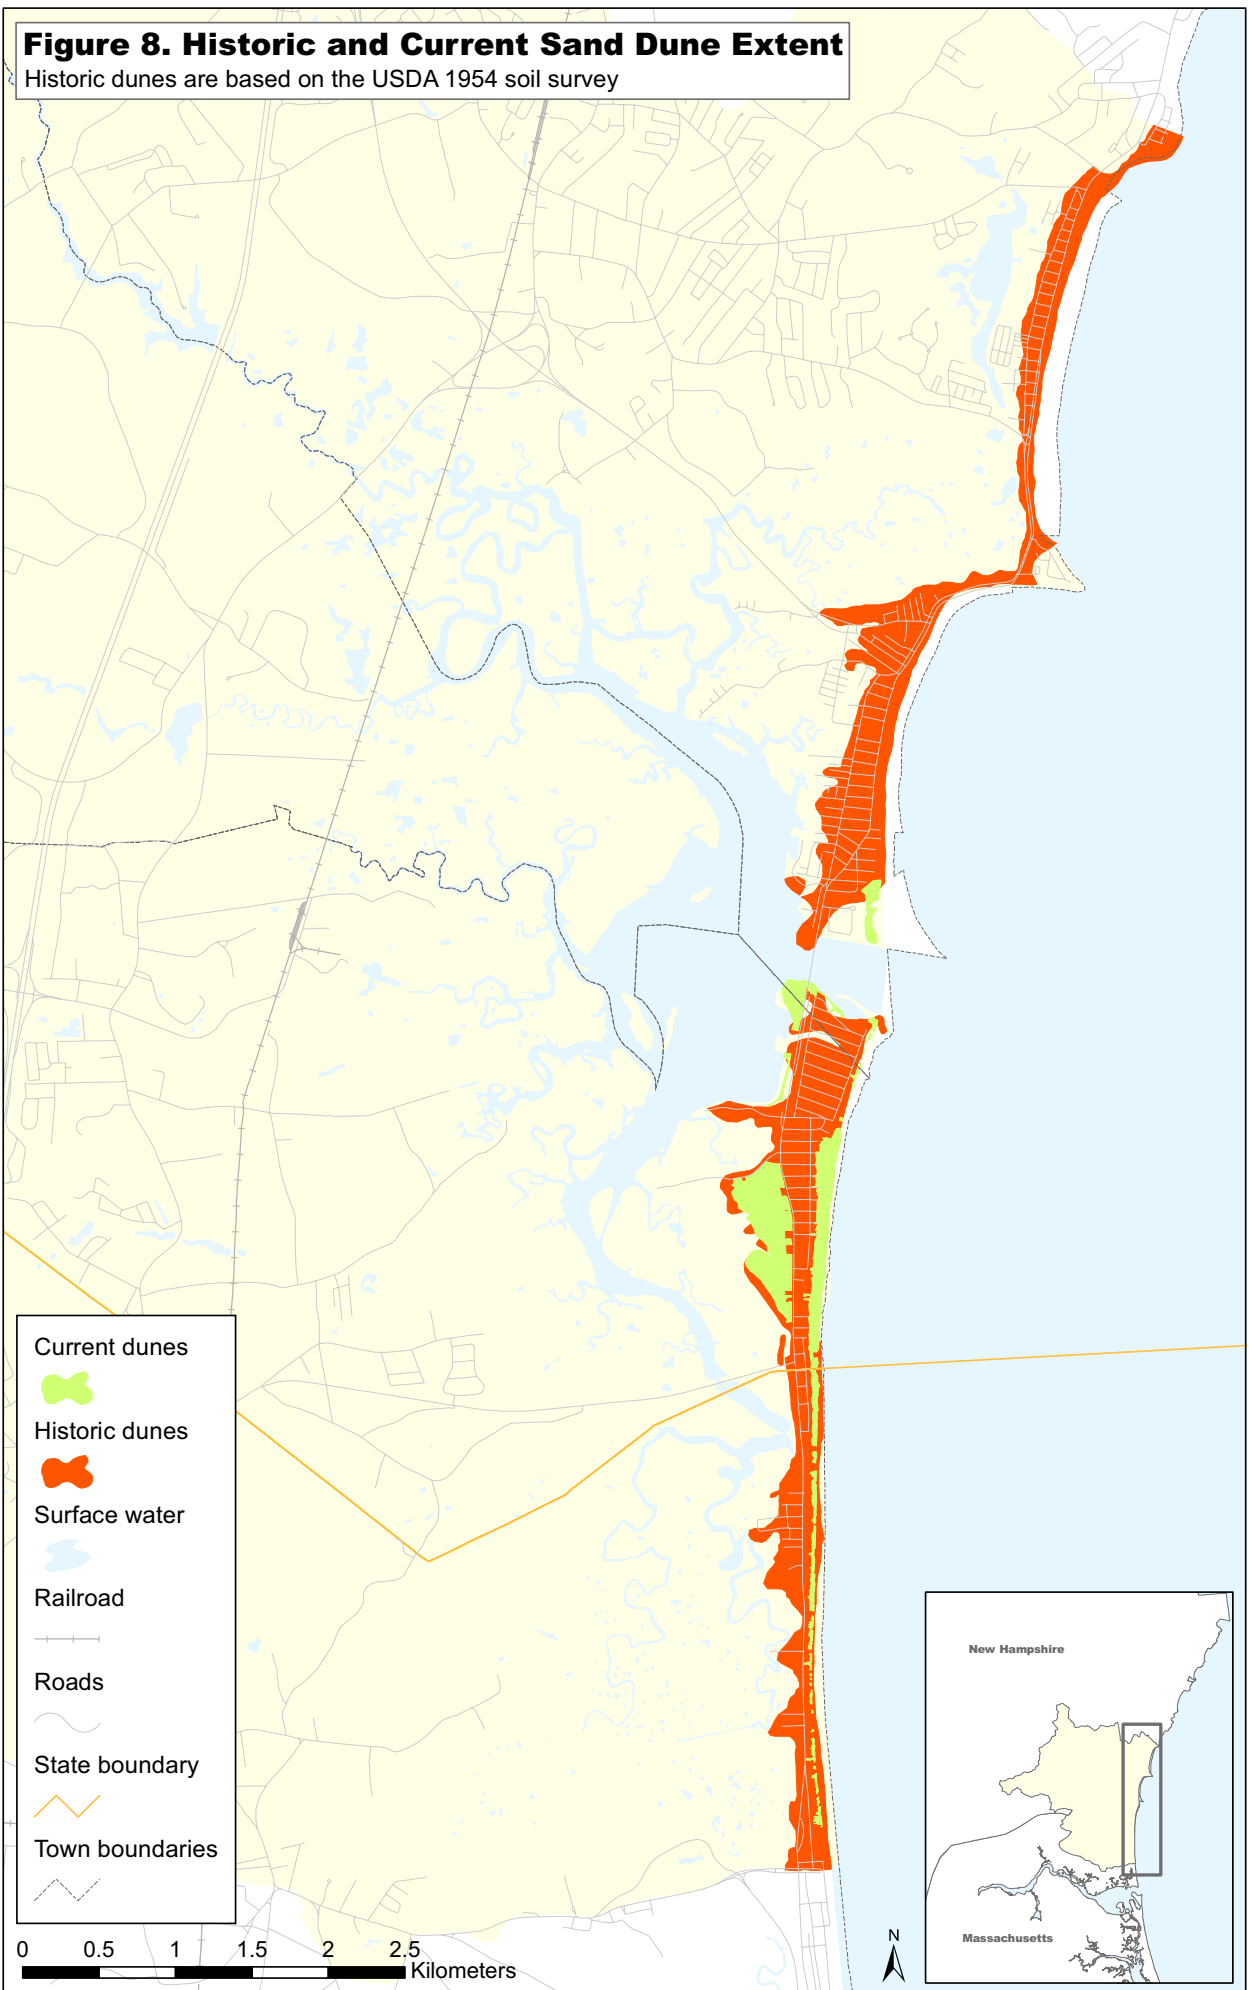 Figure 8. Historic and Current Sand Dune Extent
Historic dunes are based on the USDA 1954 soil survey
Current dunes
Historic dunes
Surface water
Railroad
Roads
State boundary
Town boundaries
0 0.5 1 1.5 2 2.5
Kilometers
N
New Hampshire
Massachusetts